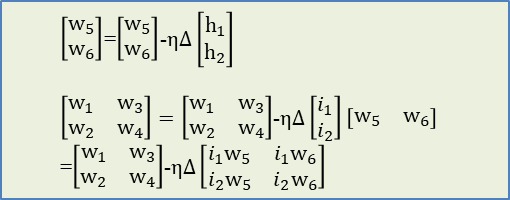 [w₅ w₆] = [w₅ w₆] -ηΔ [h₁ h₂]
[w₁ w₃ w₂ w₄] = [w₁ w₃ w₂ w₄] -ηΔ [i₁ i₂] [w₅ w₆]
= [w₁ w₃ w₂ w₄] -ηΔ [i₁w₅ i₁w₆ i₂w₅ i₂w₆]